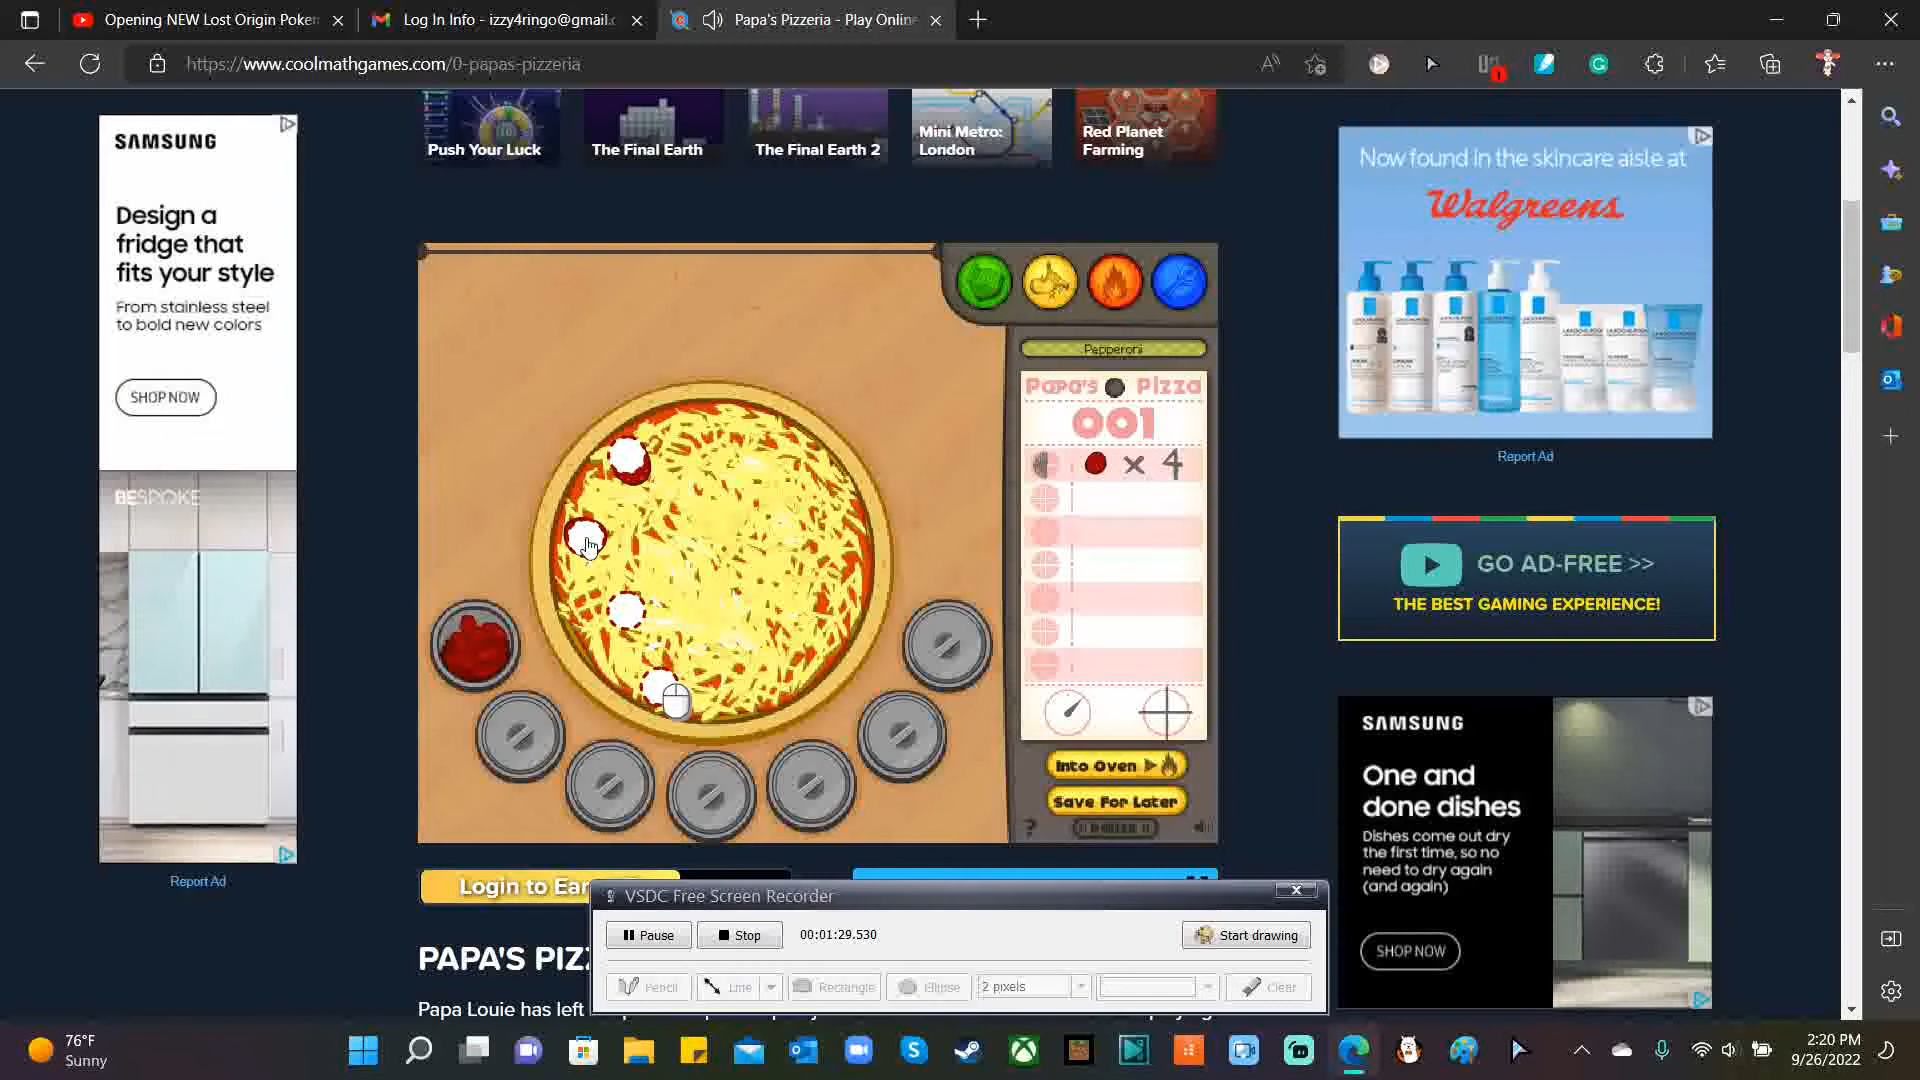 Opening NEW Lost Origin Poke
Log In Info - izzy4ringo@gmail.c
Papa's Pizzeria - Play Online
https://www.coolmathgames.com/0-papas-pizzeria
Push Your Luck
The Final Earth
The Final Earth 2
Mini Metro:
London
Red Planet
Farming
SAMSUNG
Design a
fridge that
fits your style
From stainless steel
to bold new colors
SHOP NOW
BESPOKE
Report Ad
Pepperoni
Papa's Pizza
001
x 4
Into Oven
Save For Later
?
Now found in the skincare aisle at
Walgreens
Report Ad
GO AD-FREE >>
THE BEST GAMING EXPERIENCE!
SAMSUNG
One and
done dishes
Dishes come out dry
the first time, so no
need to dry again
(and again)
SHOP NOW
Login to Ear
VSDC Free Screen Recorder
Pause
Stop
00:01:29.530
Start drawing
Pencil
Line
Rectangle
Ellipse
2 pixels
Clear
PAPA'S PIZ
Papa Louie has left
76°F
Sunny
2:20 PM
9/26/2022